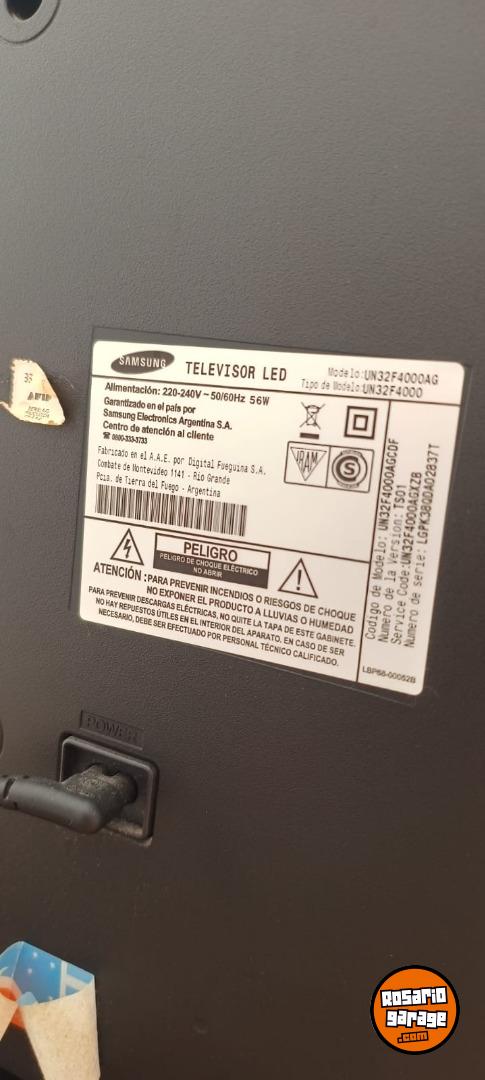 SAMSUNG
TELEVISOR LED
Modelo:UN32F4000AG
Tipo de Modelo:UN32F4000
Alimentación: 220-240V ~ 50/60Hz 56W
Garantizado en el país por
Samsung Electronics Argentina S.A.
Centro de atención al cliente
☎ 0800-333-3733
Fabricado en el A.A.E. por Digital Fueguina S.A.
Combate de Montevideo 1141 - Rio Grande
Pcia. de Tierra del Fuego - Argentina
IRAM
S
PELIGRO
PELIGRO DE CHOQUE ELÉCTRICO
NO ABRIR
ATENCIÓN : PARA PREVENIR INCENDIOS O RIESGOS DE CHOQUE
NO EXPONER EL PRODUCTO A LLUVIAS O HUMEDAD
PARA PREVENIR DESCARGAS ELÉCTRICAS, NO QUITE LA TAPA DE ESTE GABINETE.
NO HAY REPUESTOS ÚTILES EN EL INTERIOR DEL APARATO. EN CASO DE SER
NECESARIO, DEBE SER EFECTUADO POR PERSONAL TÉCNICO CALIFICADO.
Codigo de Modelo: UN32F4000AGCDF
Numero de la Version: TS01
Service Code:UN32F4000AGXZB
Numero de serie: LGPK38QDA02837T
LBP68-00052B
AFIP
POWER
Rosario
garage
.com